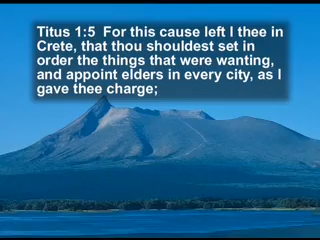 Titus 1:5  For this cause left I thee in
Crete, that thou shouldest set in
order the things that were wanting,
and appoint elders in every city, as I
gave thee charge;